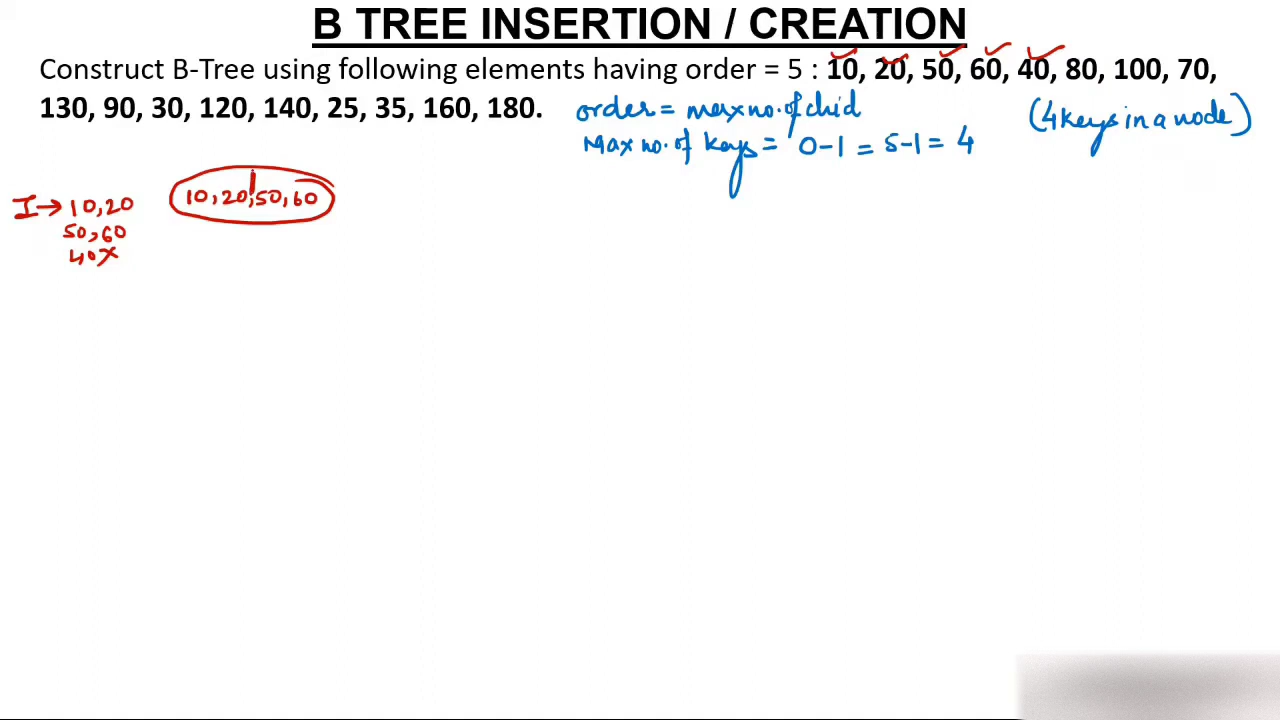 B TREE INSERTION / CREATION
Construct B-Tree using following elements having order = 5 : 10, 20, 50, 60, 40, 80, 100, 70,
130, 90, 30, 120, 140, 25, 35, 160, 180.
order = max no. of chid
(4 keys in a node)
Max no. of keys = 0-1 = 5-1 = 4
I → 10, 20
10, 20, 50, 60
50, 60
40 x